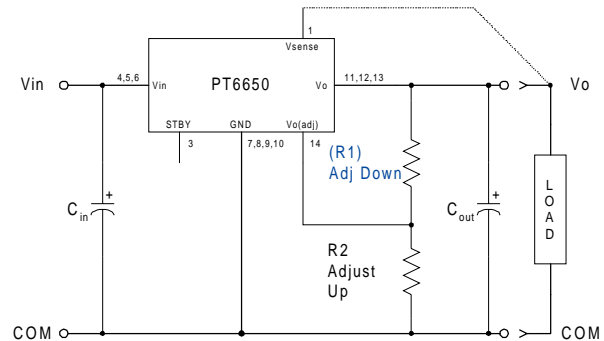 1
Vsense
Vin
4,5,6
Vin
PT6650
Vo
11,12,13
Vo
STBY
GND
Vo(adj)
3
7,8,9,10
14
(R1)
Adj Down
+
C in
+
C out
L
O
A
D
R2
Adjust
Up
COM
COM